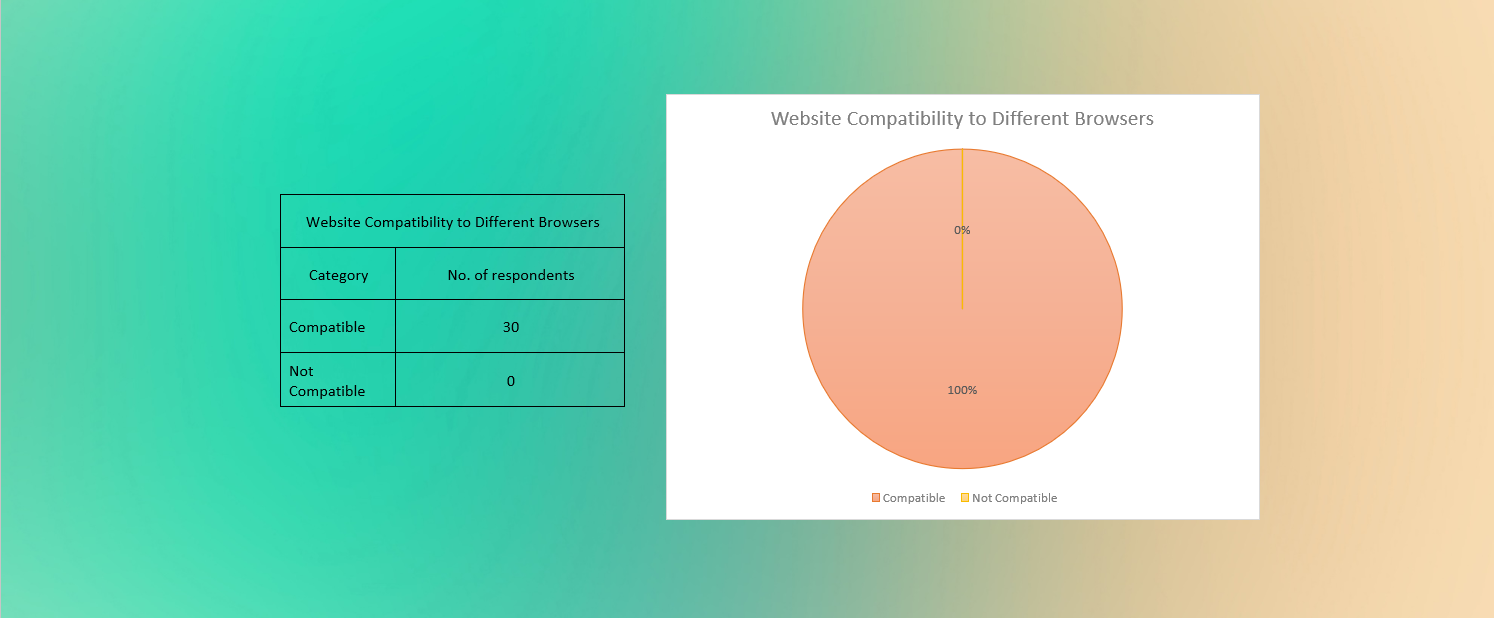 Website Compatibility to Different Browsers
Category No. of respondents
Compatible 30
Not
Compatible 0
Website Compatibility to Different Browsers
0%
100%
Compatible Not Compatible